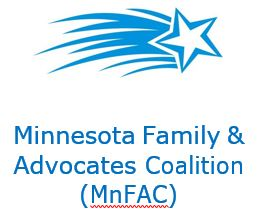 Minnesota Family &
Advocates Coalition
(MnFAC)